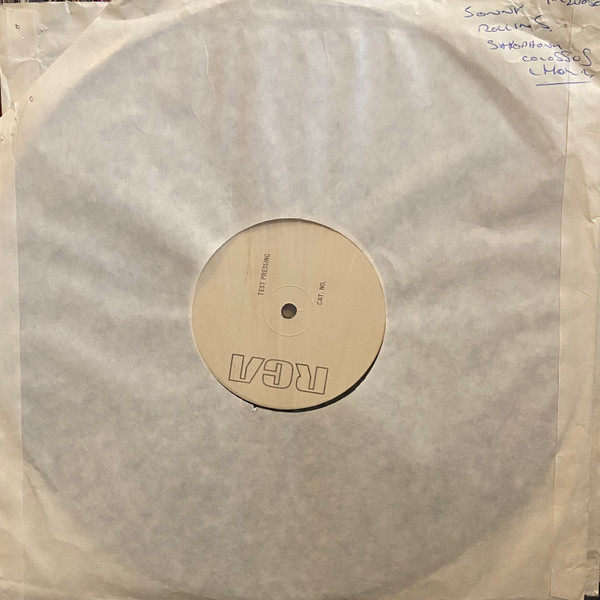 SONNY
ROLLINS.
SAXOPHONE
COLOSSUS
TEST PRESSING
CAT. NO.
RCA